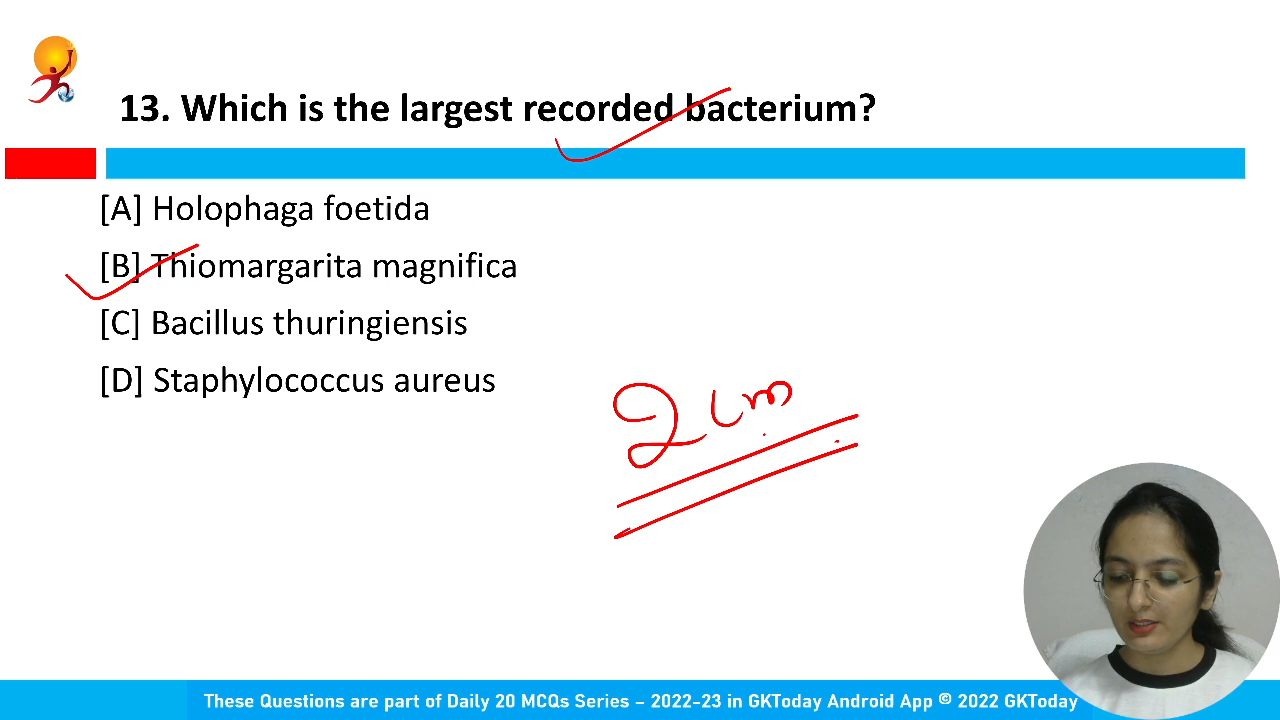 13. Which is the largest recorded bacterium?
[A] Holophaga foetida
[B] Thiomargarita magnifica
[C] Bacillus thuringiensis
[D] Staphylococcus aureus
2 cm
These Questions are part of Daily 20 MCQs Series – 2022-23 in GKToday Android App © 2022 GKToday